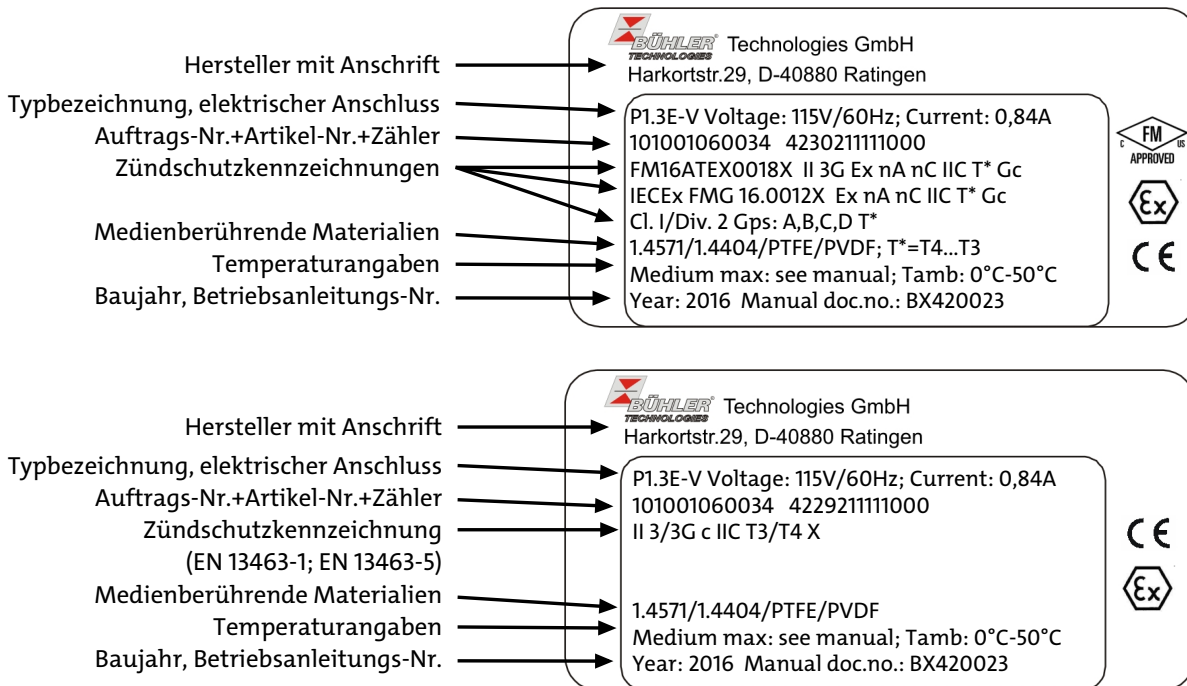 BÜHLER Technologies GmbH
TECHNOLOGIES
Hersteller mit Anschrift
Harkortstr.29, D-40880 Ratingen
Typbezeichnung, elektrischer Anschluss
P1.3E-V Voltage: 115V/60Hz; Current: 0,84A
Auftrags-Nr.+Artikel-Nr.+Zähler
101001060034 4230211111000
Zündschutzkennzeichnungen
FM16ATEX0018X II 3G Ex nA nC IIC T* Gc
IECEx FMG 16.0012X Ex nA nC IIC T* Gc
Cl. I/Div. 2 Gps: A,B,C,D T*
Medienberührende Materialien
1.4571/1.4404/PTFE/PVDF; T*=T4...T3
Temperaturangaben
Medium max: see manual; Tamb: 0°C-50°C
Baujahr, Betriebsanleitungs-Nr.
Year: 2016 Manual doc.no.: BX420023
C FM US
APPROVED
Ex
CE
BÜHLER Technologies GmbH
TECHNOLOGIES
Hersteller mit Anschrift
Harkortstr.29, D-40880 Ratingen
Typbezeichnung, elektrischer Anschluss
P1.3E-V Voltage: 115V/60Hz; Current: 0,84A
Auftrags-Nr.+Artikel-Nr.+Zähler
101001060034 4229211111000
Zündschutzkennzeichnung
(EN 13463-1; EN 13463-5)
II 3/3G c IIC T3/T4 X
Medienberührende Materialien
1.4571/1.4404/PTFE/PVDF
Temperaturangaben
Medium max: see manual; Tamb: 0°C-50°C
Baujahr, Betriebsanleitungs-Nr.
Year: 2016 Manual doc.no.: BX420023
CE
Ex